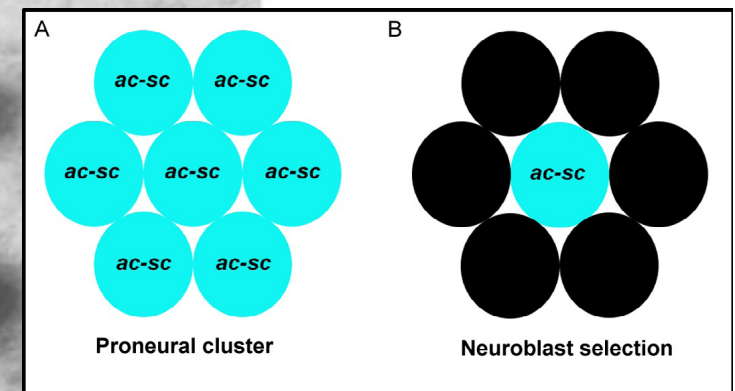 A
ac-sc ac-sc
ac-sc ac-sc ac-sc
ac-sc ac-sc
Proneural cluster
B
ac-sc
Neuroblast selection